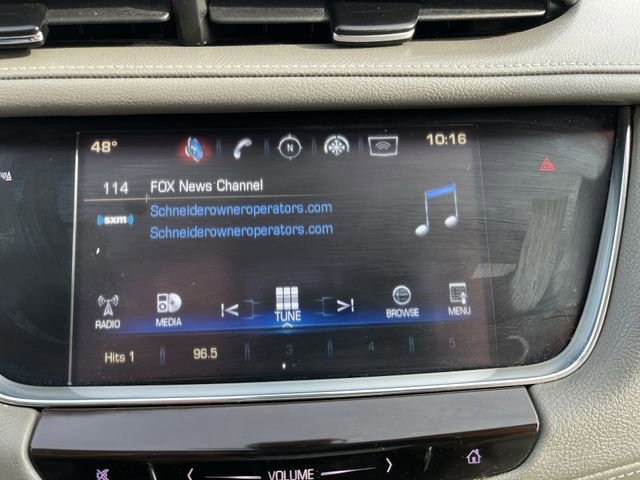 48° N 10:16
114 FOX News Channel
sxm Schneiderowneroperators.com
Schneiderowneroperators.com
RADIO MEDIA TUNE BROWSE MENU
Hits 1 96.5 3 4 5
VOLUME